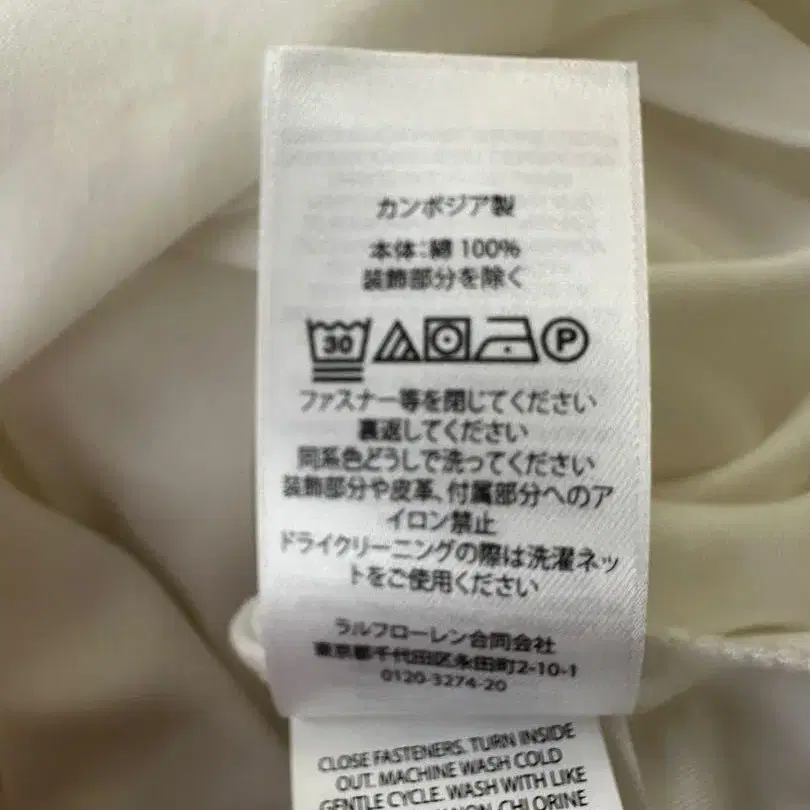 カンボジア製
本体:綿 100%
装飾部分を除く
30 P
ファスナー等を閉じてください
裏返してください
同系色どうしで洗ってください
装飾部分や皮革、付属部分へのア
イロン禁止
ドライクリーニングの際は洗濯ネッ
トをご使用ください
ラルフローレン合同会社
東京都千代田区永田町2-10-1
0120-3274-20
CLOSE FASTENERS. TURN INSIDE
OUT. MACHINE WASH COLD
GENTLE CYCLE. WASH WITH LIKE
NON-CHLORINE